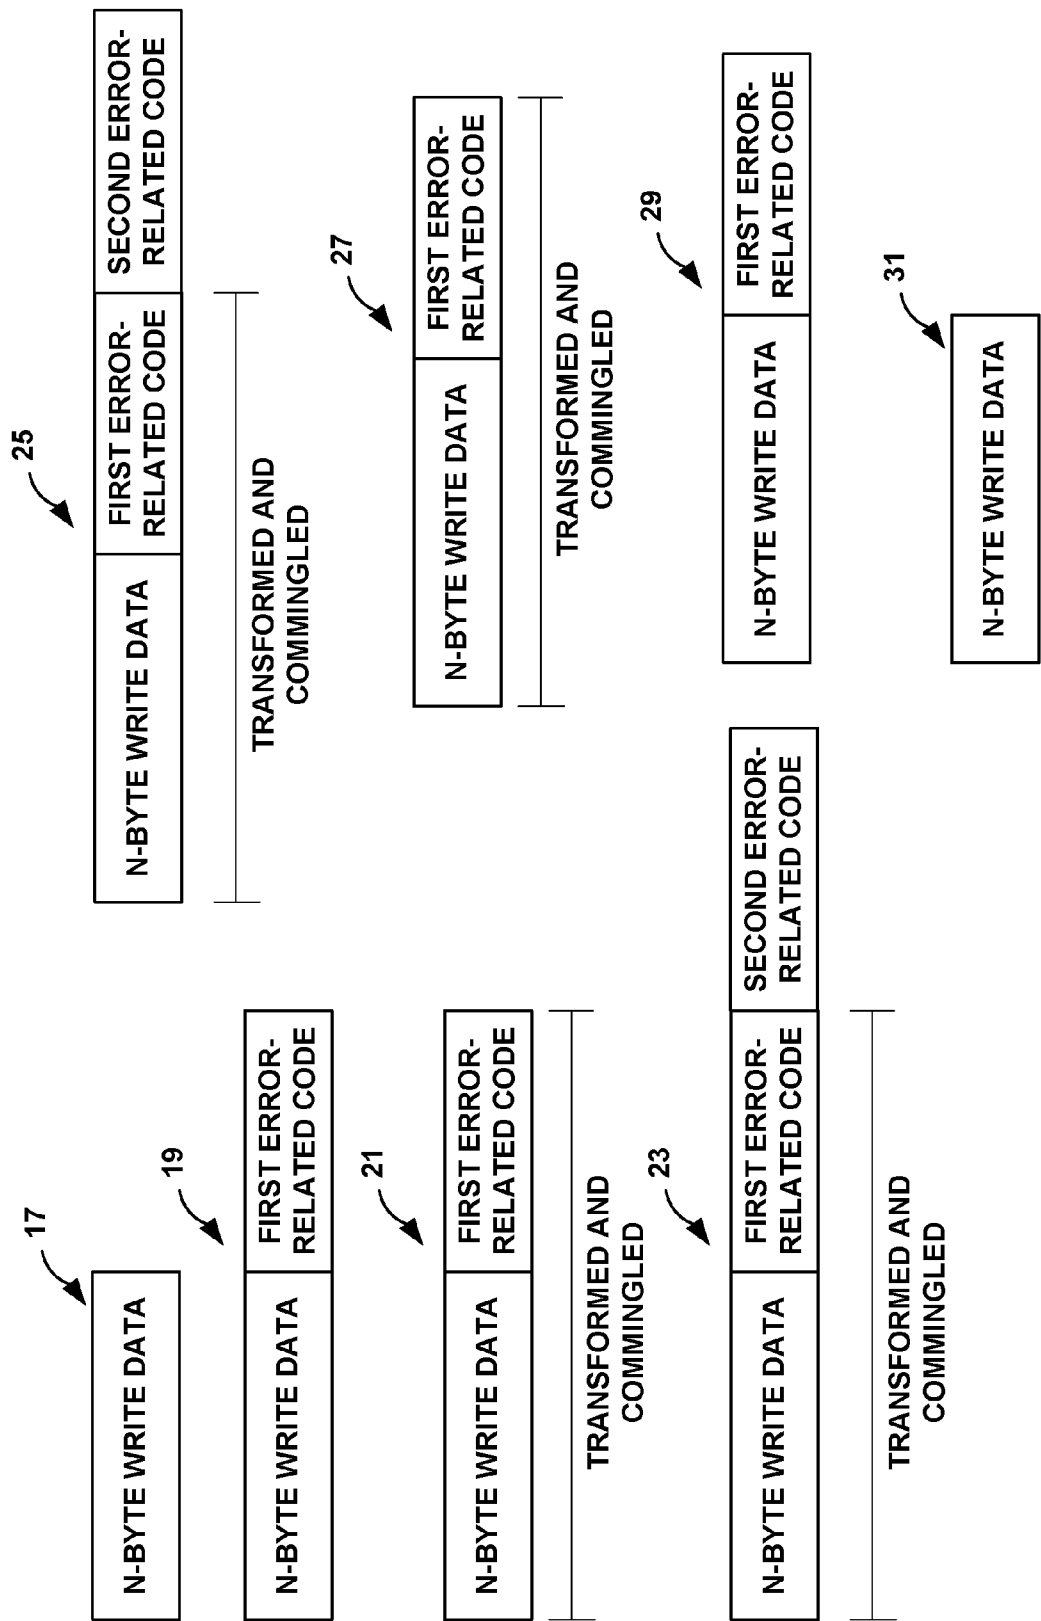 17
N-BYTE WRITE DATA
19
N-BYTE WRITE DATA
FIRST ERROR-
RELATED CODE
21
N-BYTE WRITE DATA
FIRST ERROR-
RELATED CODE
TRANSFORMED AND
COMMINGLED
23
N-BYTE WRITE DATA
FIRST ERROR-
RELATED CODE
SECOND ERROR-
RELATED CODE
TRANSFORMED AND
COMMINGLED
25
N-BYTE WRITE DATA
FIRST ERROR-
RELATED CODE
SECOND ERROR-
RELATED CODE
TRANSFORMED AND
COMMINGLED
27
N-BYTE WRITE DATA
FIRST ERROR-
RELATED CODE
TRANSFORMED AND
COMMINGLED
29
N-BYTE WRITE DATA
FIRST ERROR-
RELATED CODE
31
N-BYTE WRITE DATA